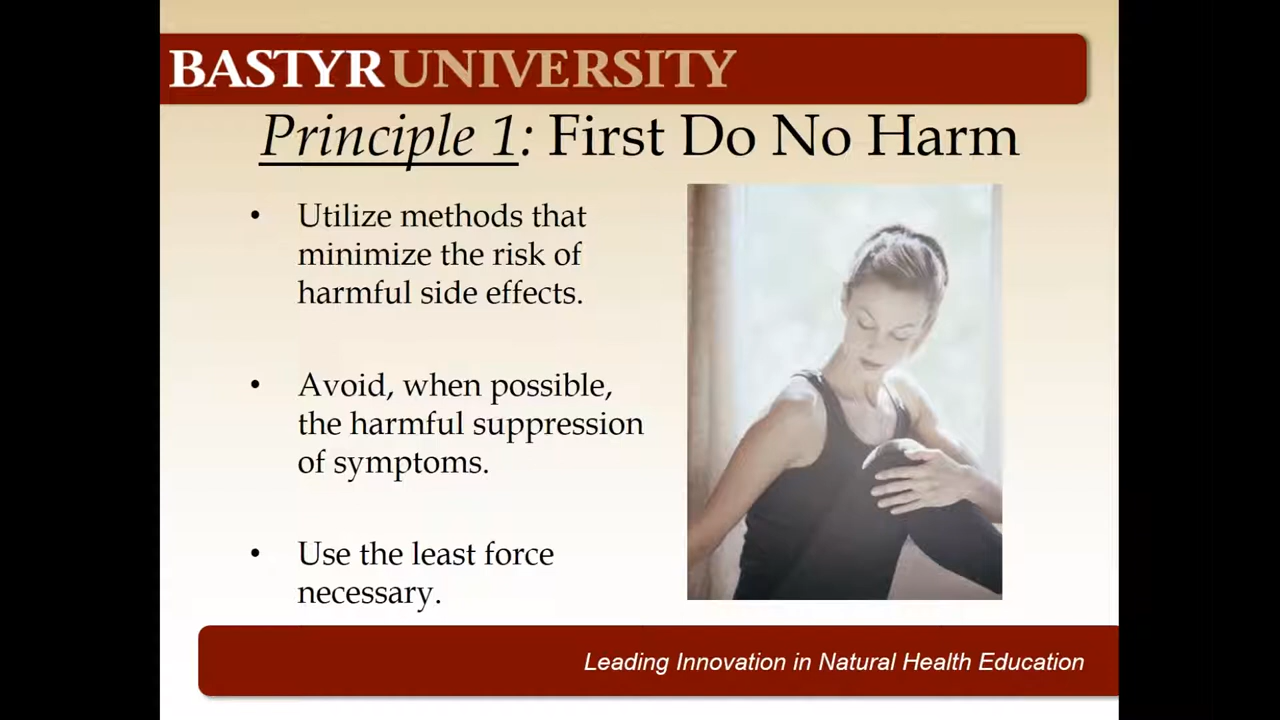 BASTYR UNIVERSITY
Principle 1: First Do No Harm
• Utilize methods that
minimize the risk of
harmful side effects.
• Avoid, when possible,
the harmful suppression
of symptoms.
• Use the least force
necessary.
Leading Innovation in Natural Health Education